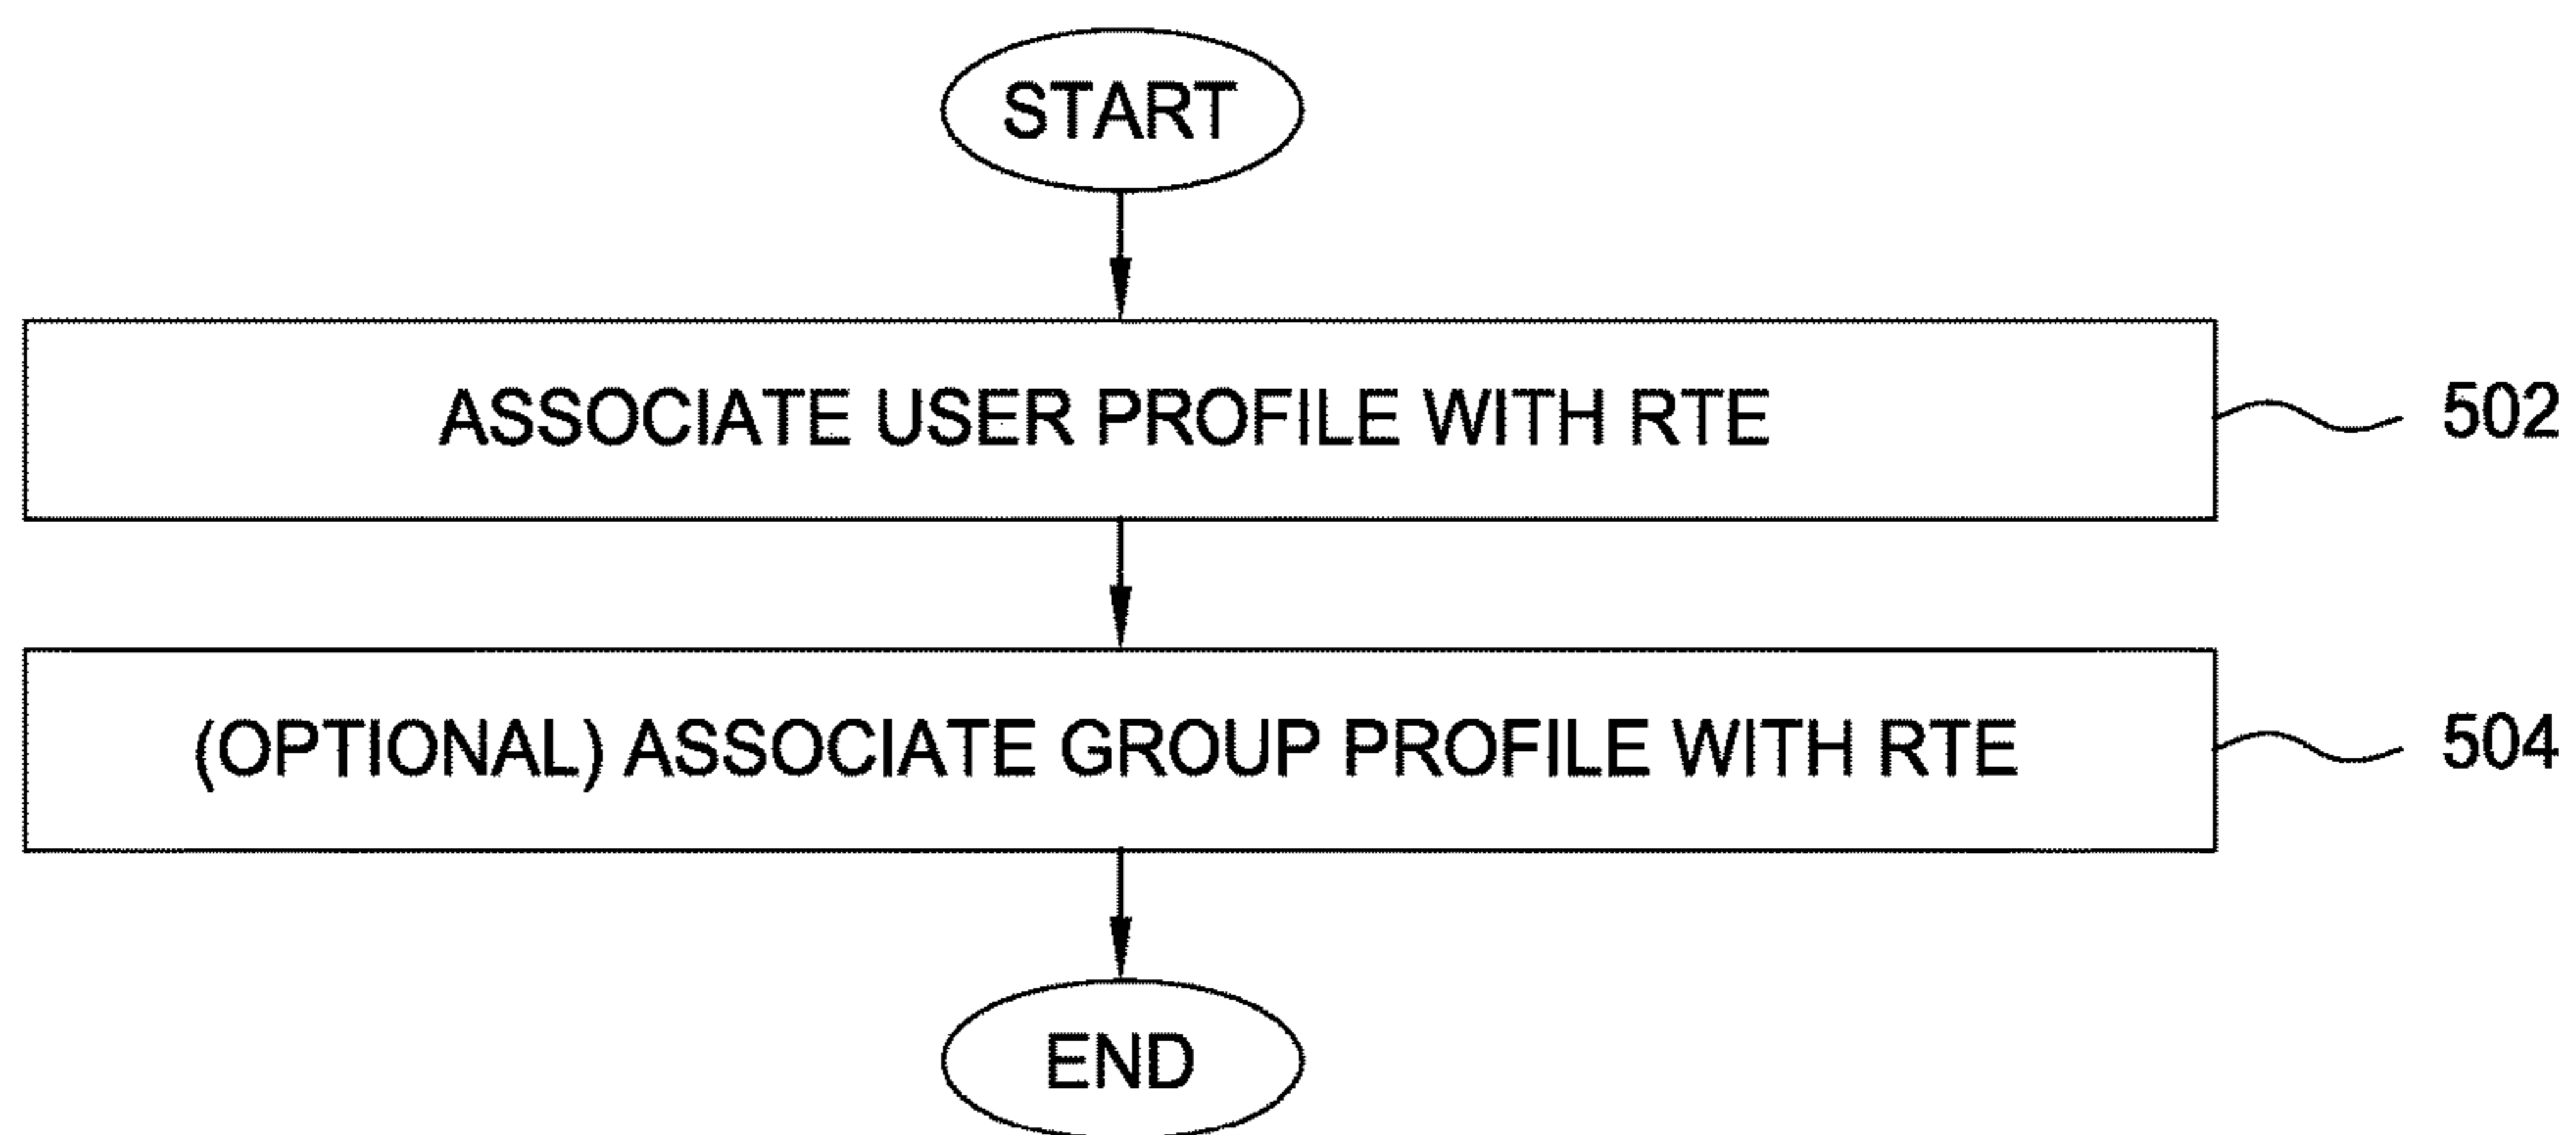 START
ASSOCIATE USER PROFILE WITH RTE
502
(OPTIONAL) ASSOCIATE GROUP PROFILE WITH RTE
504
END